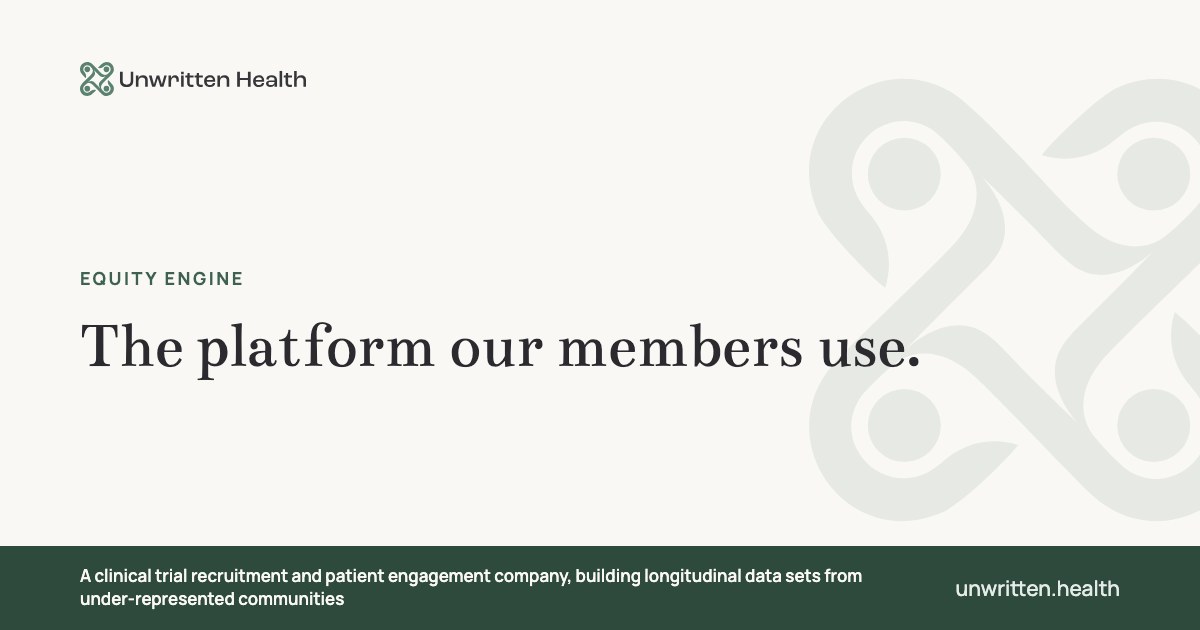 Unwritten Health
EQUITY ENGINE
The platform our members use.
A clinical trial recruitment and patient engagement company, building longitudinal data sets from
under-represented communities
unwritten.health